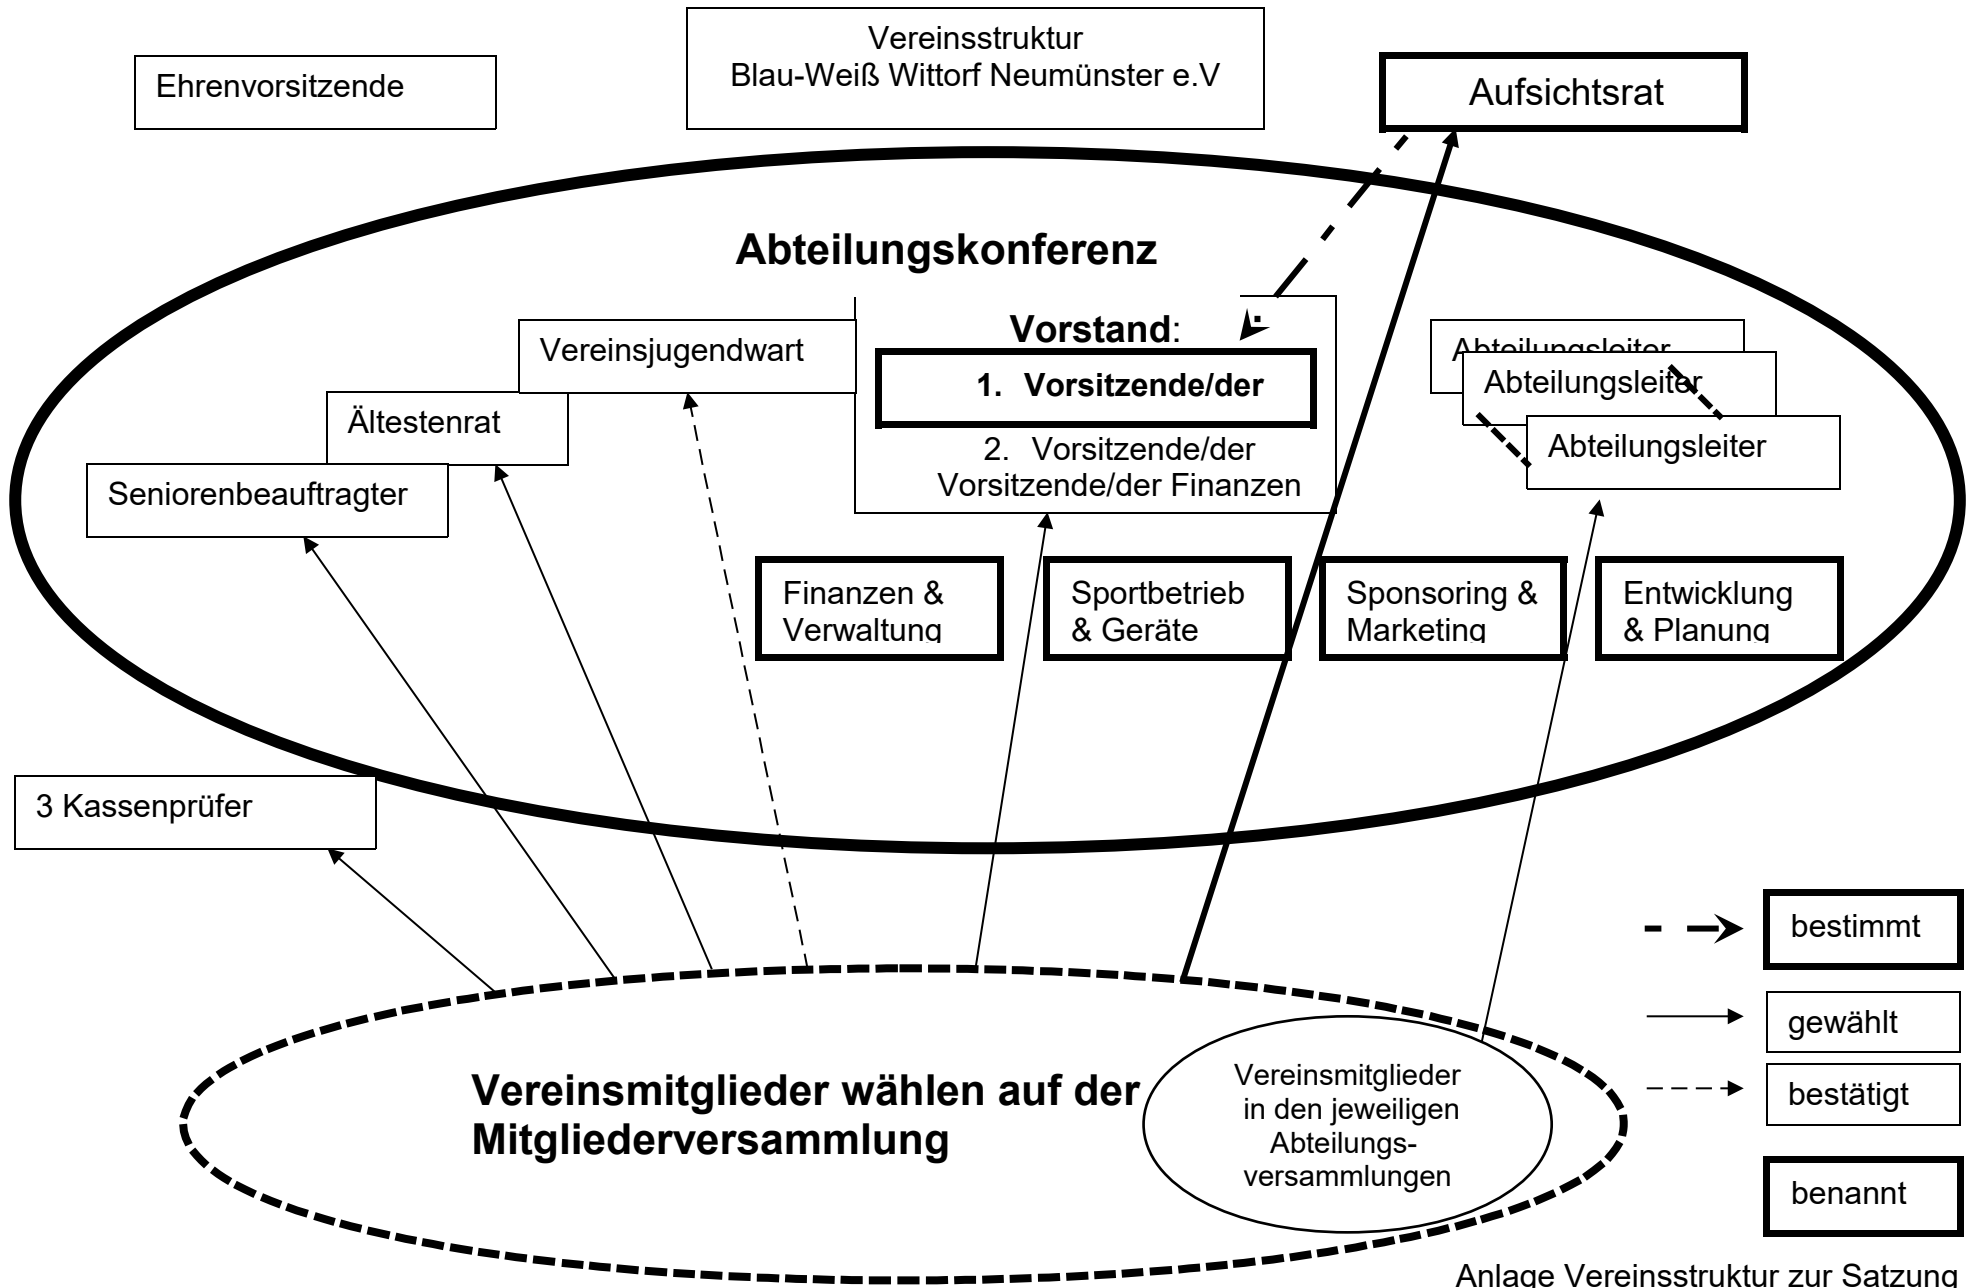 Vereinsstruktur
Blau-Weiß Wittorf Neumünster e.V
Ehrenvorsitzende
Aufsichtsrat
Abteilungskonferenz
Vorstand:
1. Vorsitzende/der
2. Vorsitzende/der
Vorsitzende/der Finanzen
Vereinsjugendwart
Ältestenrat
Seniorenbeauftragter
Abteilungsleiter
Abteilungsleiter
Abteilungsleiter
Finanzen &
Verwaltung
Sportbetrieb
& Geräte
Sponsoring &
Marketing
Entwicklung
& Planung
3 Kassenprüfer
Vereinsmitglieder wählen auf der
Mitgliederversammlung
Vereinsmitglieder
in den jeweiligen
Abteilungs-
versammlungen
bestimmt
gewählt
bestätigt
benannt
Anlage Vereinsstruktur zur Satzung